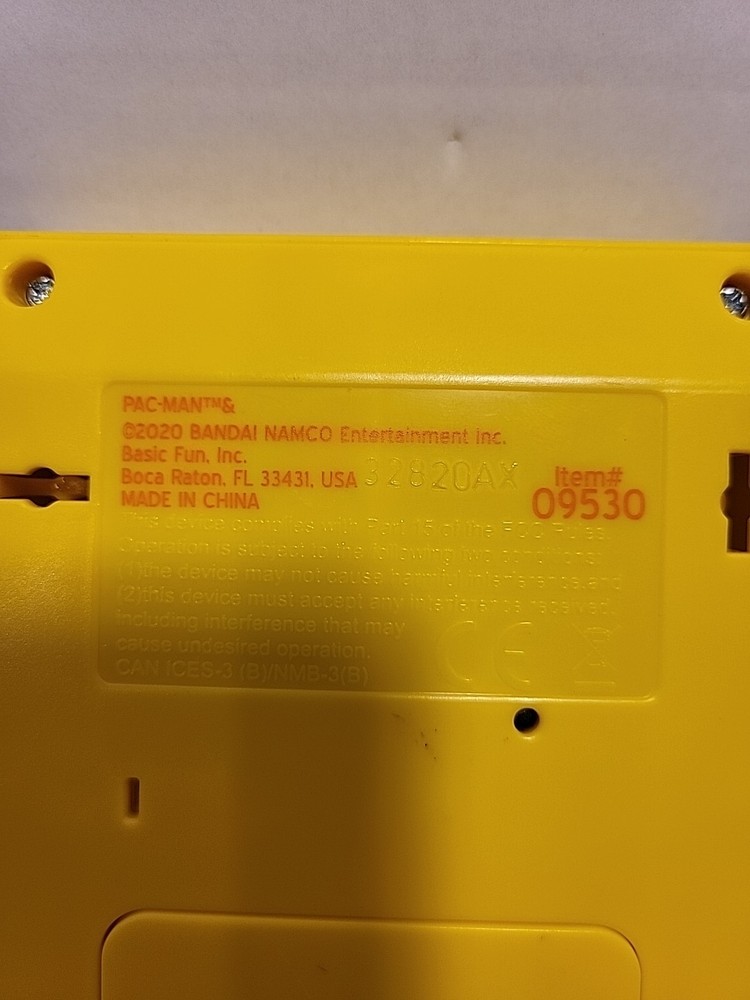 PAC-MAN™&
©2020 BANDAI NAMCO Entertainment Inc.
Basic Fun, Inc.
Boca Raton, FL 33431, USA 32820AX
MADE IN CHINA
Item#
09530
This device complies with Part 15 of the FCC Rules.
Operation is subject to the following two conditions:
(1)the device may not cause harmful interference,and
(2)this device must accept any interference received,
including interference that may
cause undesired operation.
CAN ICES-3 (B)/NMB-3(B)
CE